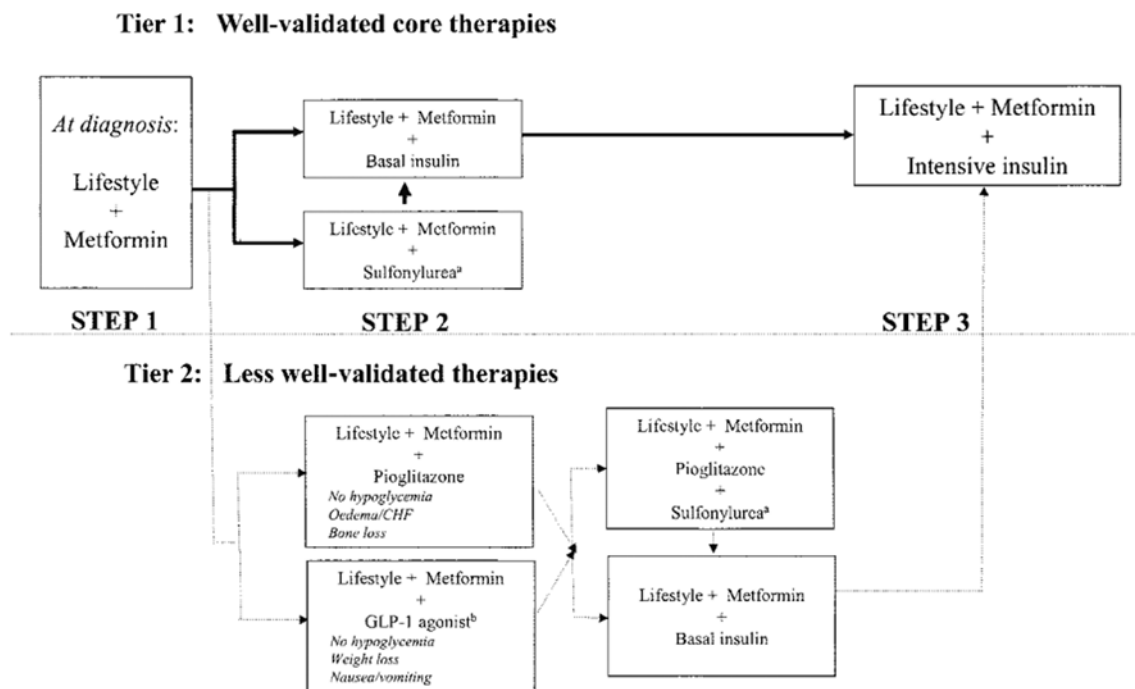 Tier 1: Well-validated core therapies
At diagnosis:
Lifestyle
+
Metformin
Lifestyle + Metformin
+
Basal insulin
Lifestyle + Metformin
+
Sulfonylureaᵃ
Lifestyle + Metformin
+
Intensive insulin
STEP 1
STEP 2
STEP 3
Tier 2: Less well-validated therapies
Lifestyle + Metformin
+
Pioglitazone
No hypoglycemia
Oedema/CHF
Bone loss
Lifestyle + Metformin
+
GLP-1 agonistᵇ
No hypoglycemia
Weight loss
Nausea/vomiting
Lifestyle + Metformin
+
Pioglitazone
+
Sulfonylureaᵃ
Lifestyle + Metformin
+
Basal insulin